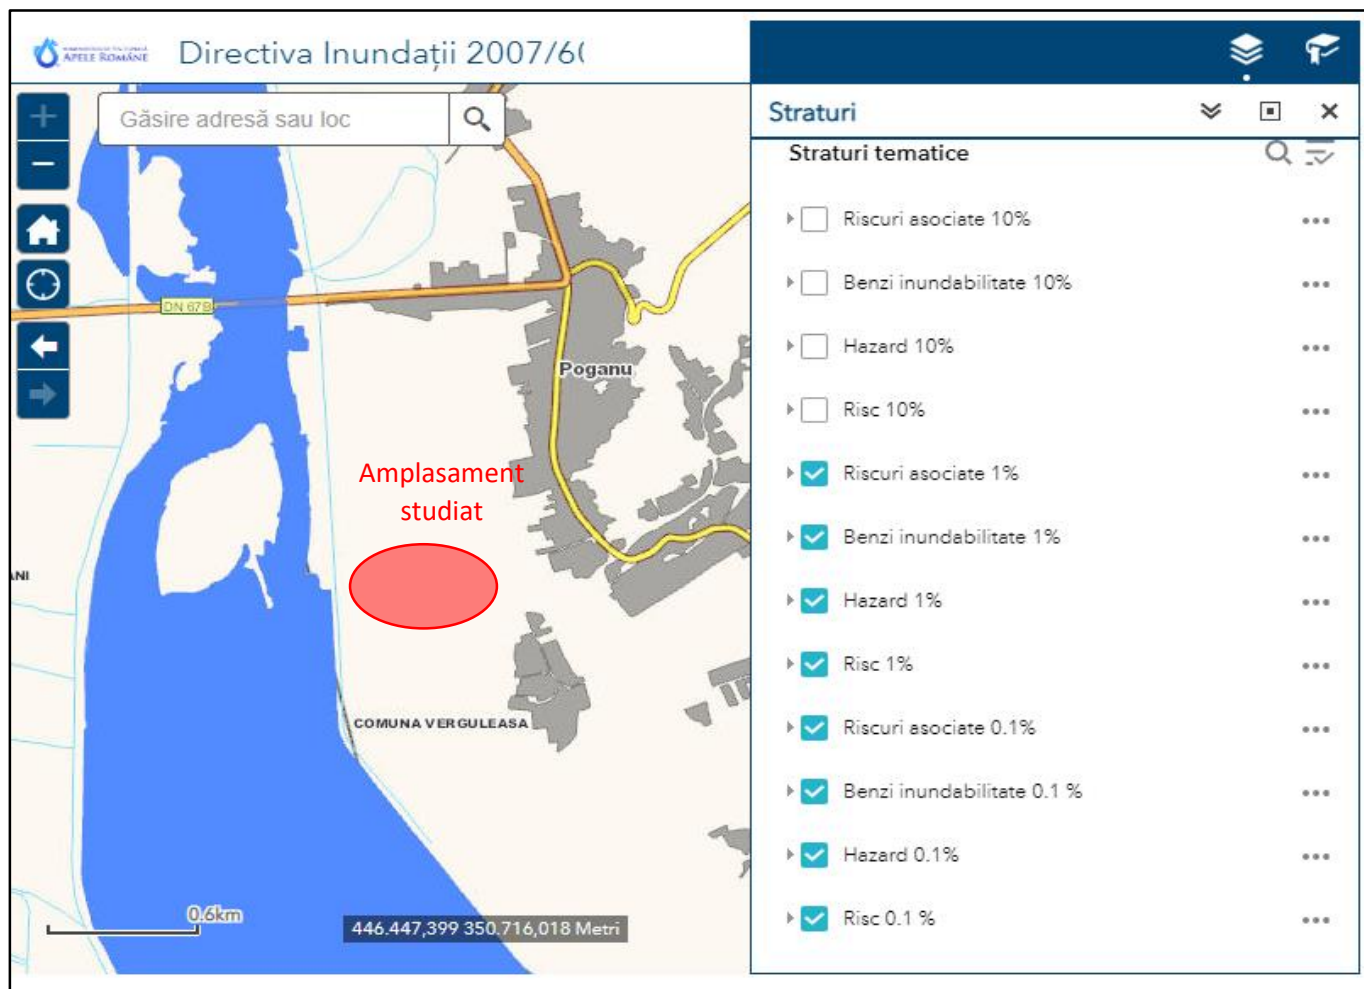 APELE ROMÂNE
Directiva Inundații 2007/6(
Găsire adresă sau loc
DN 67B
Poganu
Amplasament
studiat
NI
COMUNA VERGULEASA
0.6km
446.447,399 350.716,018 Metri
Straturi
Straturi tematice
Riscuri asociate 10%
Benzi inundabilitate 10%
Hazard 10%
Risc 10%
Riscuri asociate 1%
Benzi inundabilitate 1%
Hazard 1%
Risc 1%
Riscuri asociate 0.1%
Benzi inundabilitate 0.1 %
Hazard 0.1%
Risc 0.1 %